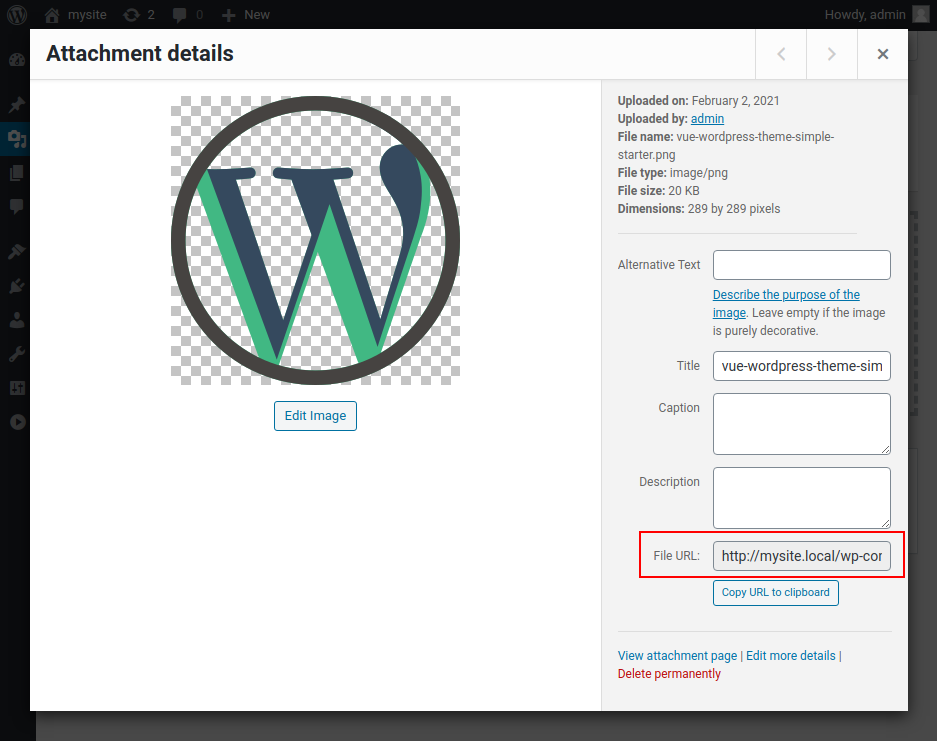 mysite 2 0 New Howdy, admin
Attachment details
Uploaded on: February 2, 2021
Uploaded by: admin
File name: vue-wordpress-theme-simple-
starter.png
File type: image/png
File size: 20 KB
Dimensions: 289 by 289 pixels
Alternative Text
Describe the purpose of the
image. Leave empty if the image
is purely decorative.
Title vue-wordpress-theme-sim
Caption
Description
File URL: http://mysite.local/wp-cor
Copy URL to clipboard
View attachment page | Edit more details |
Delete permanently
W
Edit Image